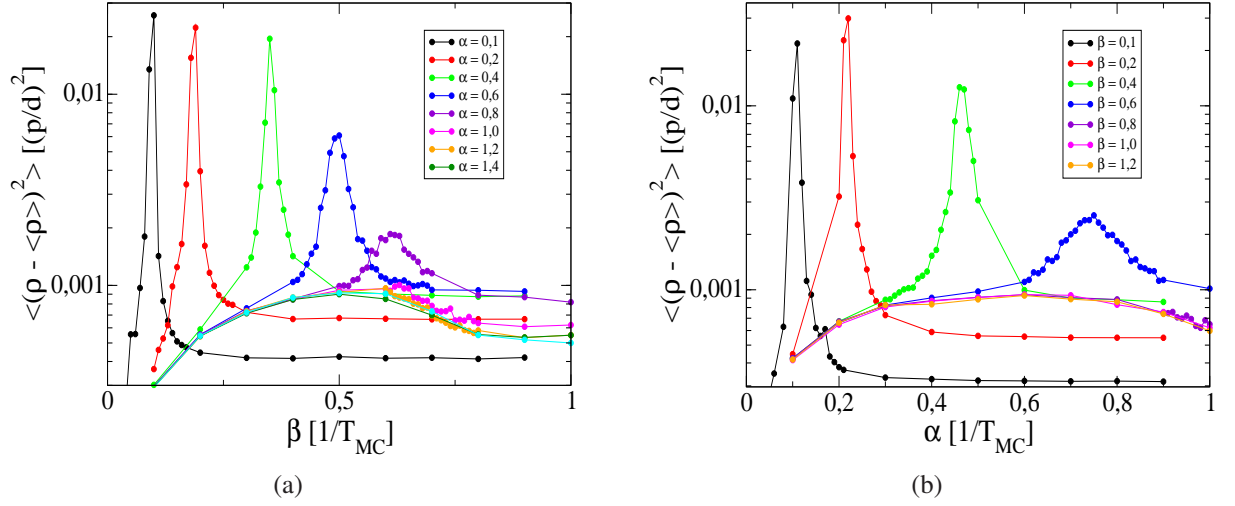 <(ρ - <ρ>)²> [(p/d)²]
0,01
0,001
α = 0,1
α = 0,2
α = 0,4
α = 0,6
α = 0,8
α = 1,0
α = 1,2
α = 1,4
0
0,5
1
β [1/T_MC]
(a)
<(ρ - <ρ>)²> [(p/d)²]
0,01
0,001
β = 0,1
β = 0,2
β = 0,4
β = 0,6
β = 0,8
β = 1,0
β = 1,2
0
0,2
0,4
0,6
0,8
1
α [1/T_MC]
(b)